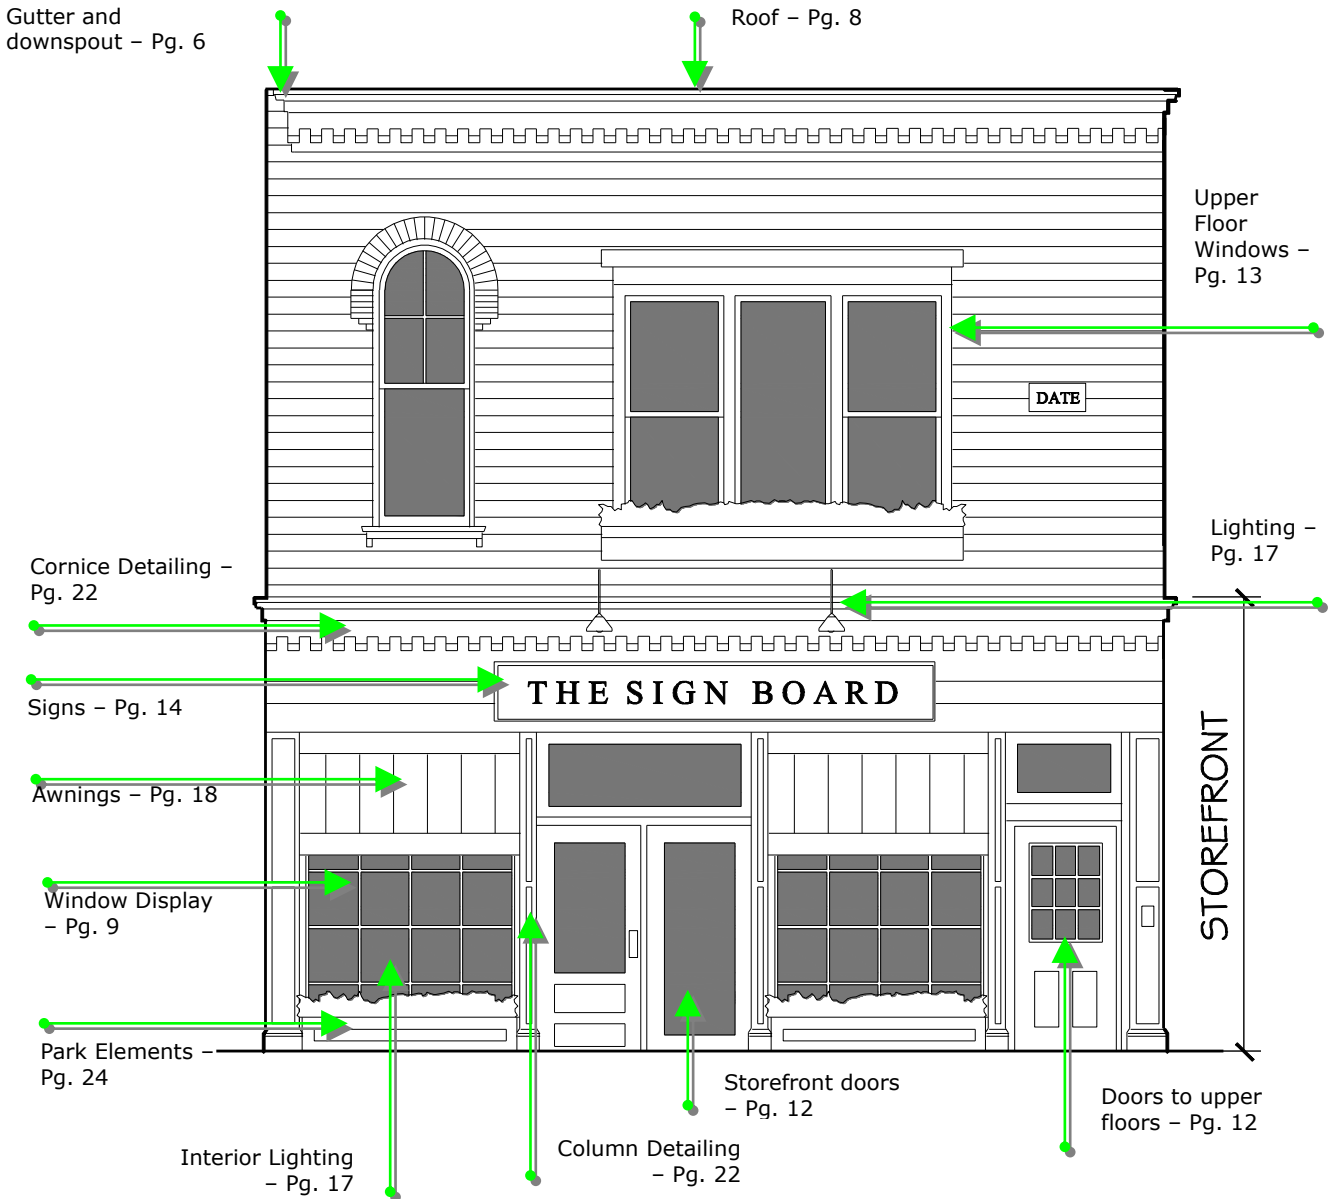 Gutter and
downspout – Pg. 6
Roof – Pg. 8
Upper
Floor
Windows –
Pg. 13
DATE
Lighting –
Pg. 17
Cornice Detailing –
Pg. 22
Signs – Pg. 14
THE SIGN BOARD
STOREFRONT
Awnings – Pg. 18
Window Display
– Pg. 9
Park Elements –
Pg. 24
Storefront doors
– Pg. 12
Doors to upper
floors – Pg. 12
Interior Lighting
– Pg. 17
Column Detailing
– Pg. 22